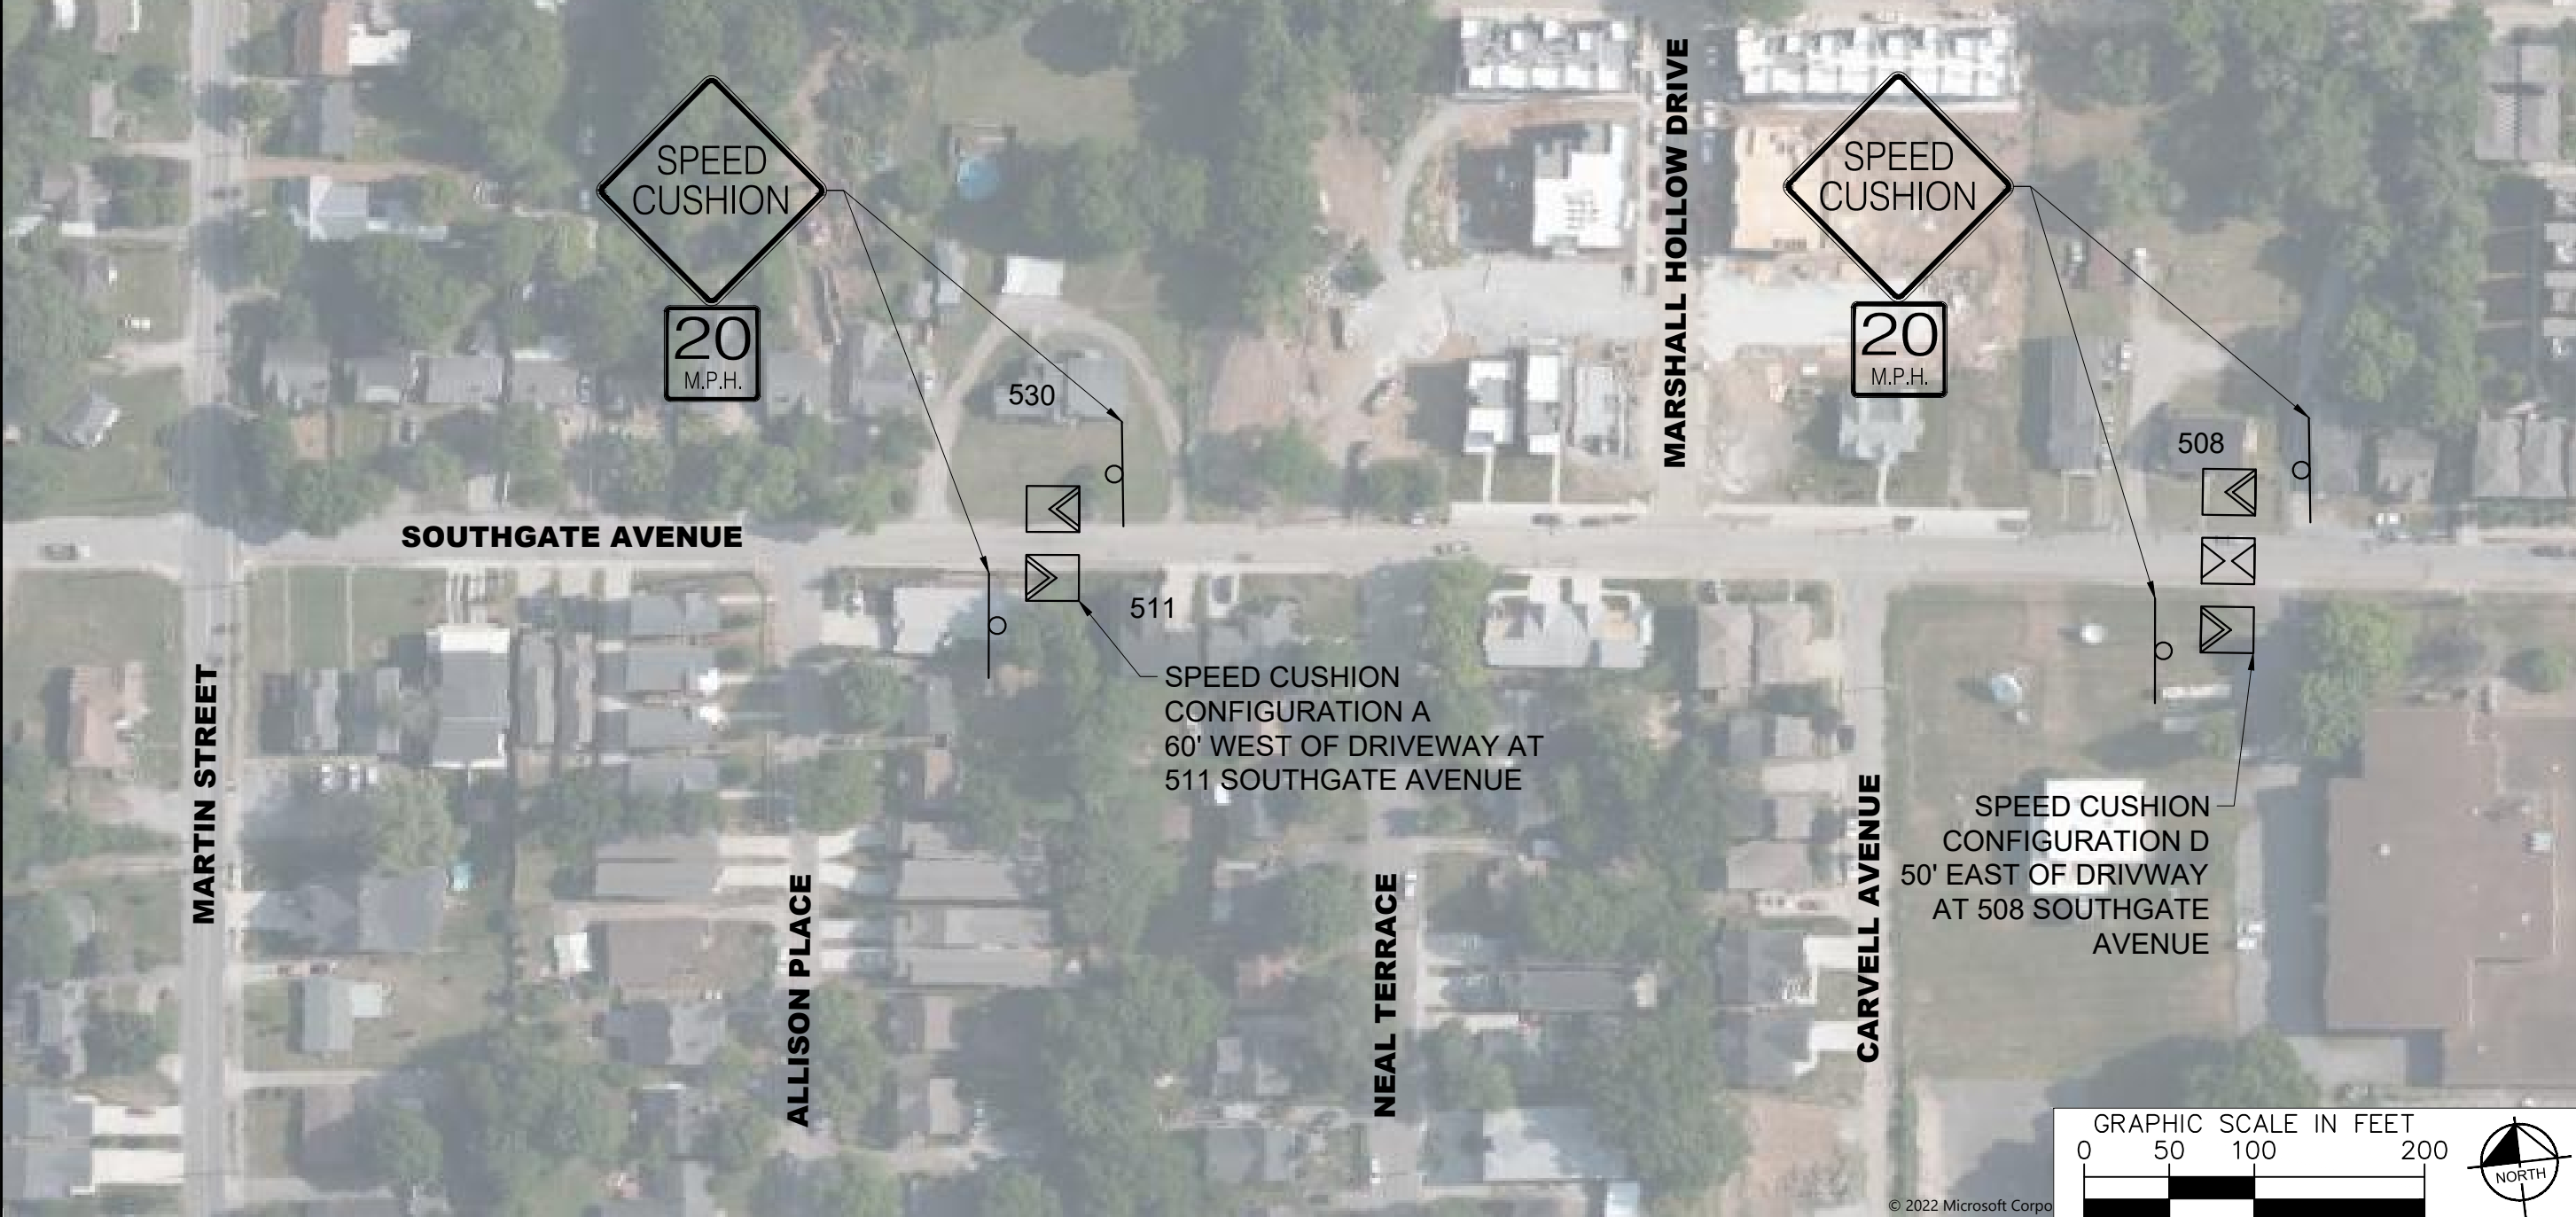 SPEED
CUSHION
20
M.P.H.
SPEED
CUSHION
20
M.P.H.
MARSHALL HOLLOW DRIVE
530
508
SOUTHGATE AVENUE
511
SPEED CUSHION
CONFIGURATION A
60' WEST OF DRIVEWAY AT
511 SOUTHGATE AVENUE
MARTIN STREET
ALLISON PLACE
NEAL TERRACE
CARVELL AVENUE
SPEED CUSHION
CONFIGURATION D
50' EAST OF DRIVWAY
AT 508 SOUTHGATE
AVENUE
GRAPHIC SCALE IN FEET
0 50 100 200
NORTH
© 2022 Microsoft Corpo